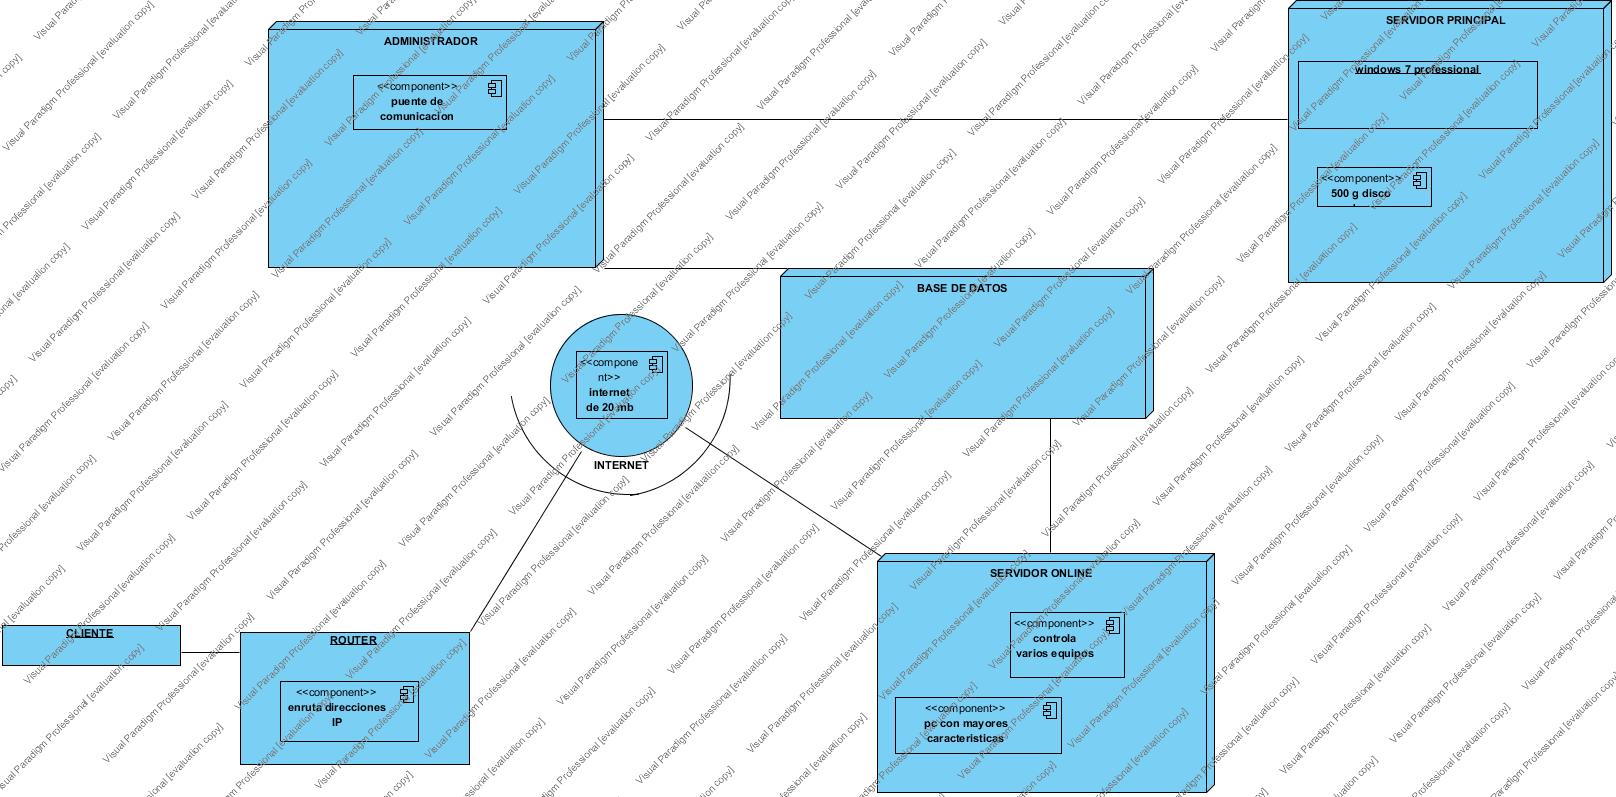 ADMINISTRADOR
<<component>>
puente de
comunicacion
SERVIDOR PRINCIPAL
windows 7 professional
<<component>>
500 g disco
BASE DE DATOS
<<compone
nt>>
internet
de 20 mb
INTERNET
SERVIDOR ONLINE
<<component>>
controla
varios equipos
<<component>>
pc con mayores
caracteristicas
CLIENTE
ROUTER
<<component>>
enruta direcciones
IP
Visual Paradigm Professional [evaluation copy]